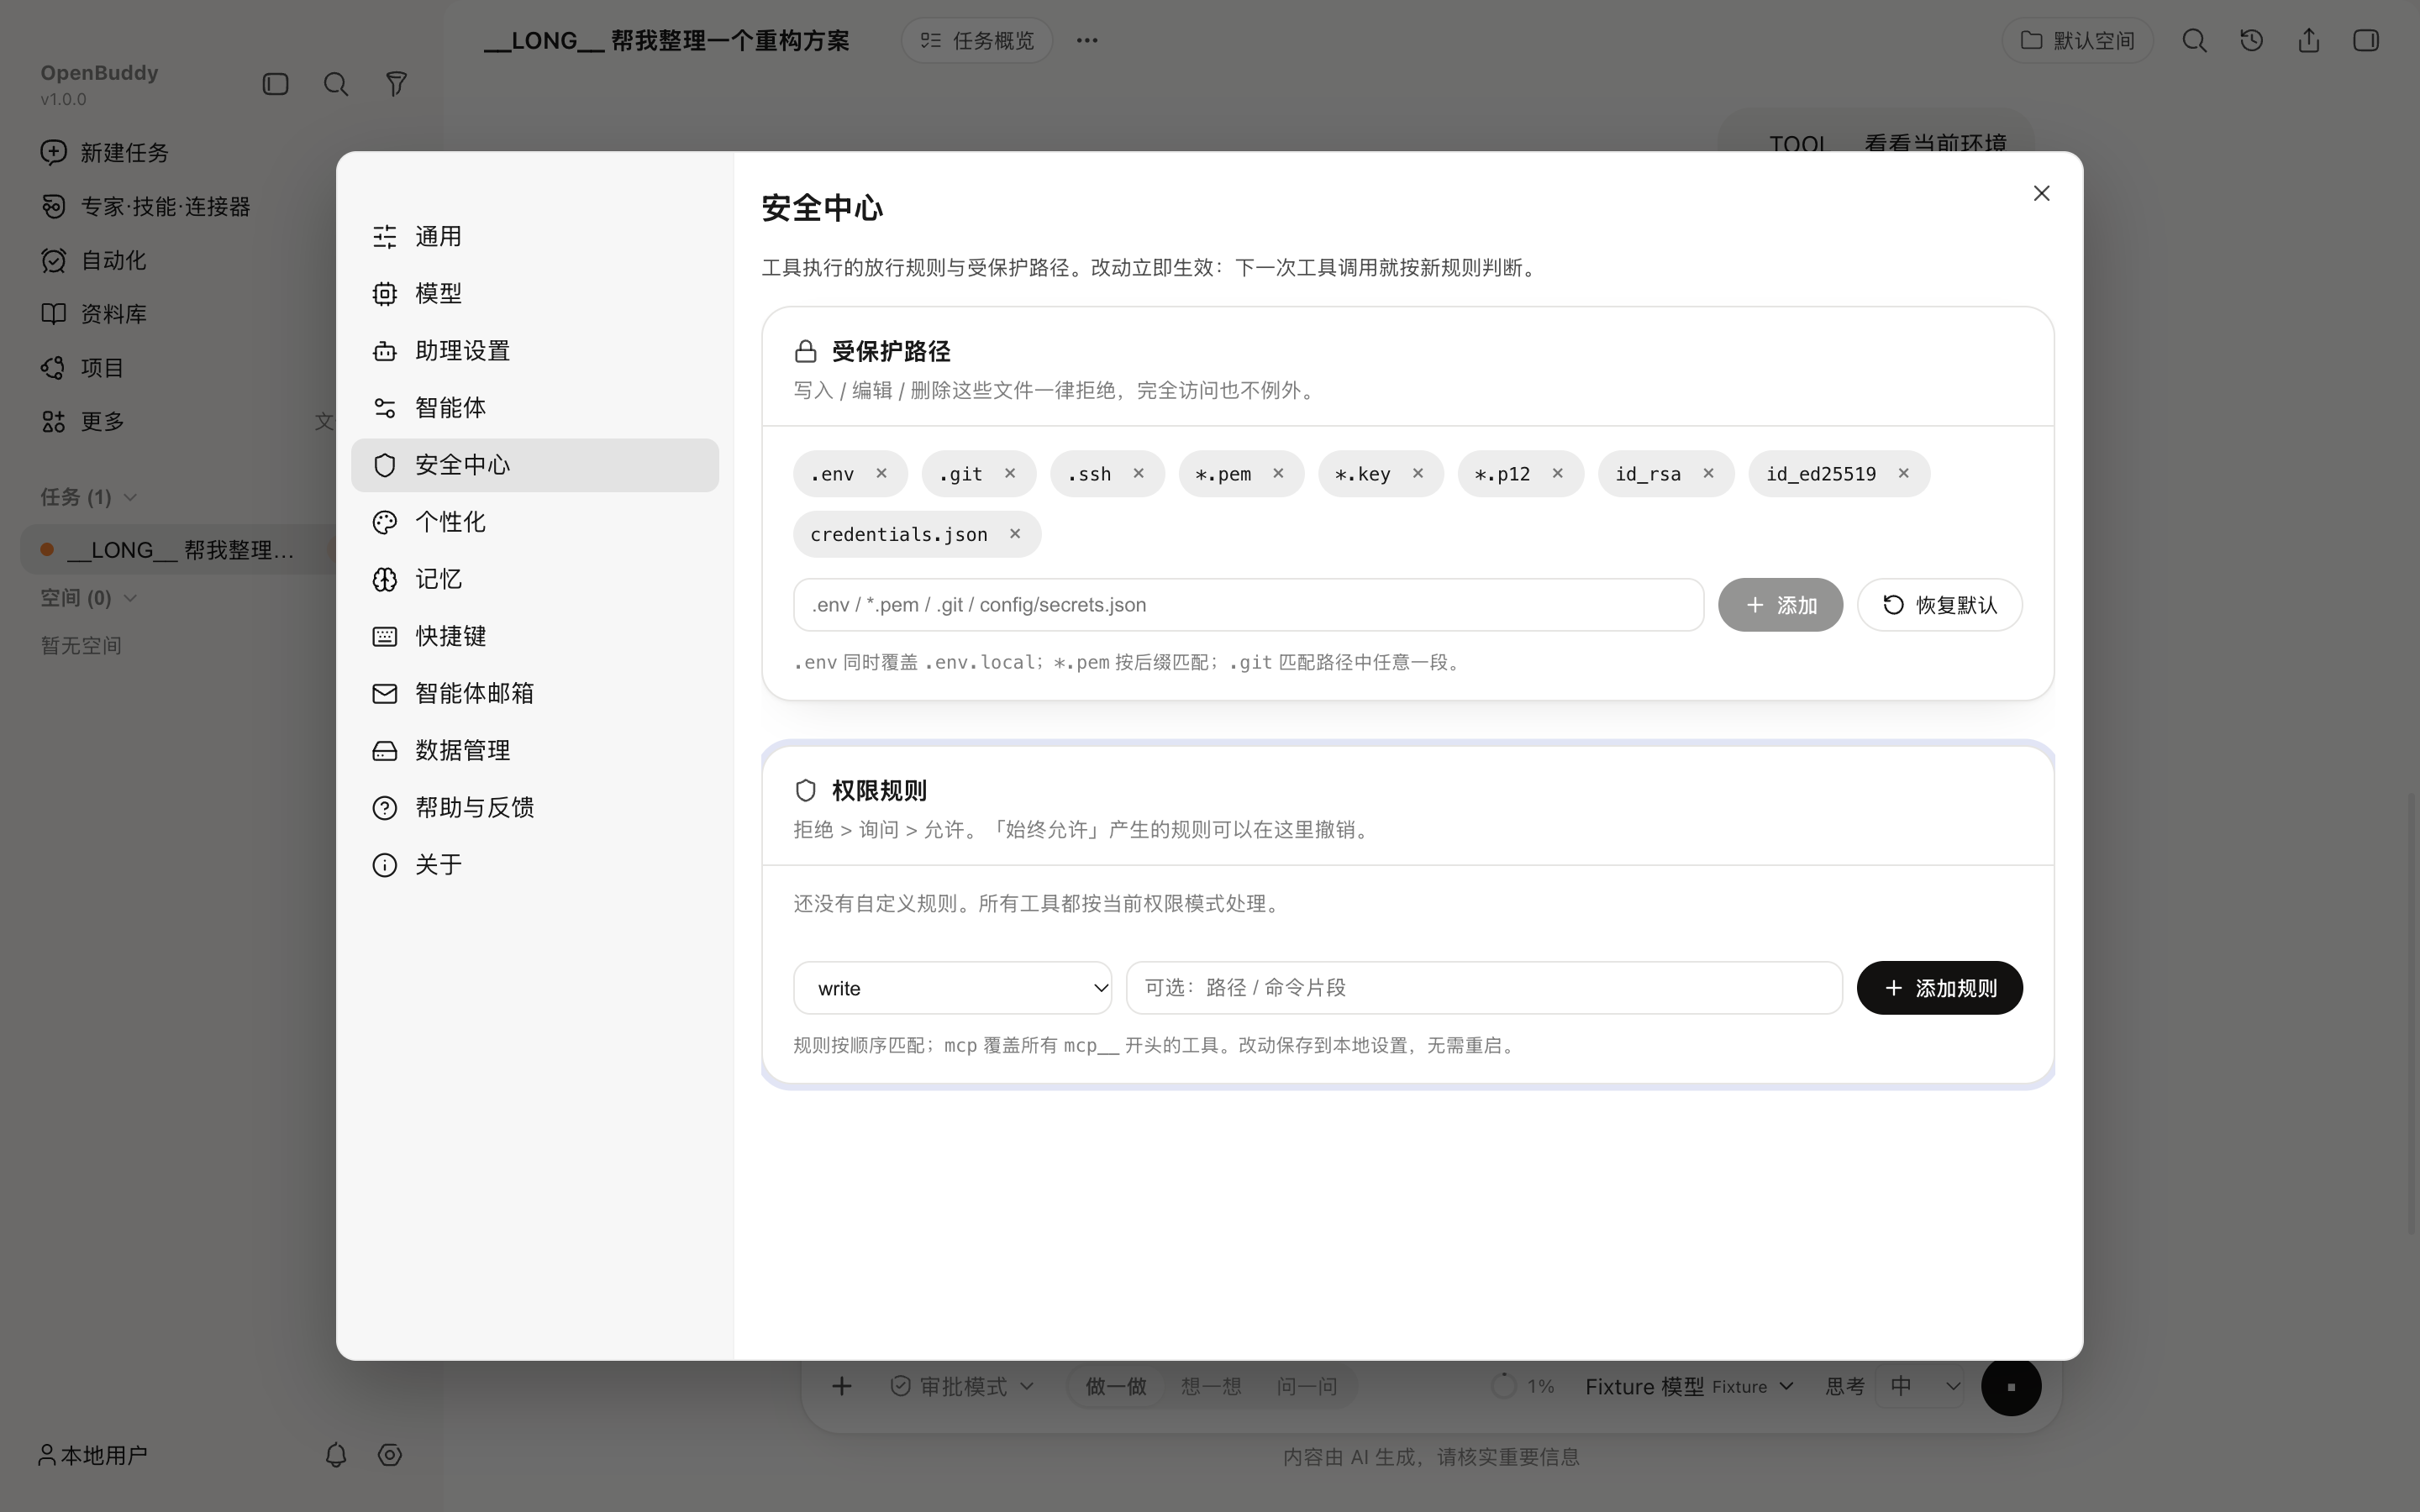 OpenBuddy
v1.0.0
新建任务
专家·技能·连接器
自动化
资料库
项目
更多
文
任务 (1)
__LONG__ 帮我整理…
空间 (0)
暂无空间
本地用户
__LONG__ 帮我整理一个重构方案
任务概览
默认空间
TOOL 看看当前环境
通用
模型
助理设置
智能体
安全中心
个性化
记忆
快捷键
智能体邮箱
数据管理
帮助与反馈
关于
安全中心
工具执行的放行规则与受保护路径。改动立即生效：下一次工具调用就按新规则判断。
受保护路径
写入 / 编辑 / 删除这些文件一律拒绝，完全访问也不例外。
.env .git .ssh *.pem *.key *.p12 id_rsa id_ed25519
credentials.json
.env / *.pem / .git / config/secrets.json
添加
恢复默认
.env 同时覆盖 .env.local；*.pem 按后缀匹配；.git 匹配路径中任意一段。
权限规则
拒绝 > 询问 > 允许。「始终允许」产生的规则可以在这里撤销。
还没有自定义规则。所有工具都按当前权限模式处理。
write
可选：路径 / 命令片段
添加规则
规则按顺序匹配；mcp 覆盖所有 mcp__ 开头的工具。改动保存到本地设置，无需重启。
审批模式
做一做 想一想 问一问
1%
Fixture 模型 Fixture
思考
中
内容由 AI 生成，请核实重要信息